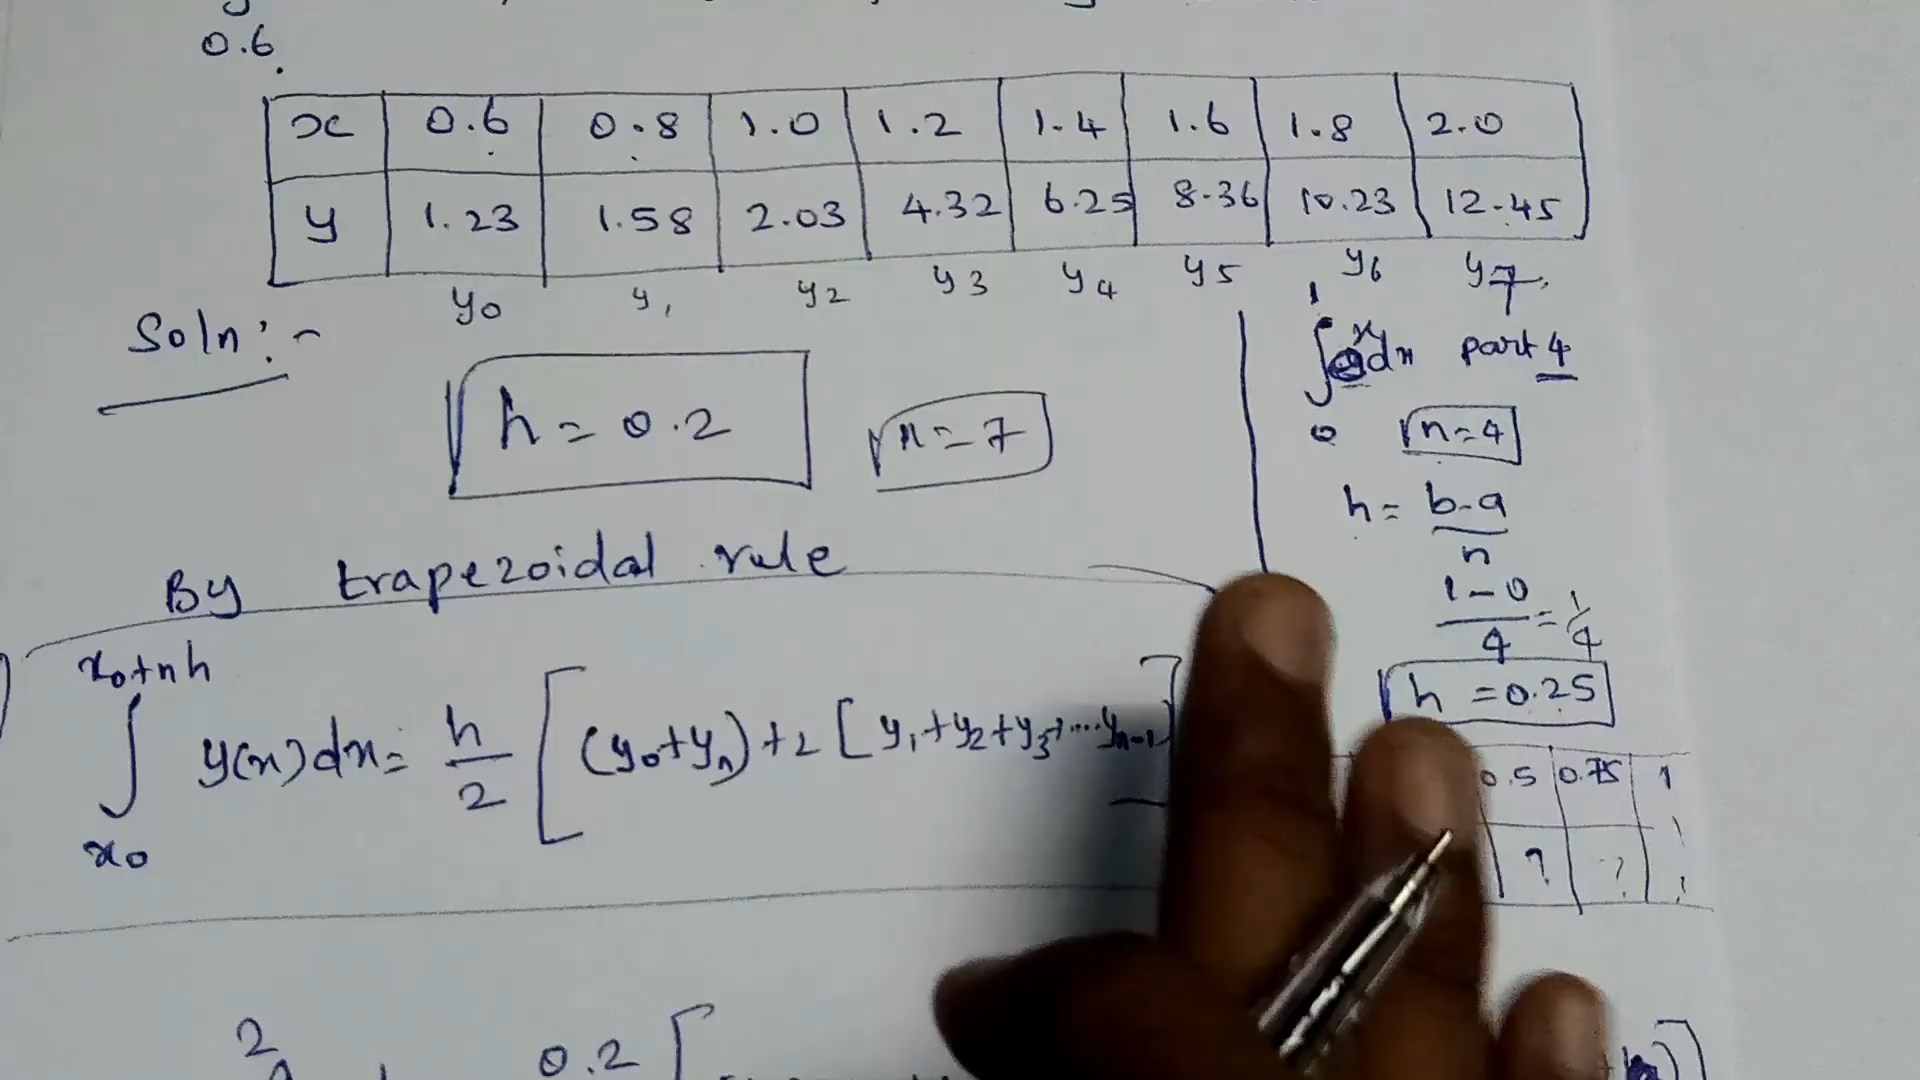 0.6.
x 0.6 0.8 1.0 1.2 1.4 1.6 1.8 2.0
y 1.23 1.58 2.03 4.32 6.25 8.36 10.23 12.45
y0 y1 y2 y3 y4 y5 y6 y7.
Soln:-
h = 0.2
n = 7
By trapezoidal rule
x0+nh
∫ y(x)dx = h/2 [(y0+yn)+2[y1+y2+y3+....yn-1]
x0
1
∫ dx part 4
0
n=4
h = b-a
n
1-0/4 = 1/4
h = 0.25
0.5 0.75 1
? ?
2
0.2 [